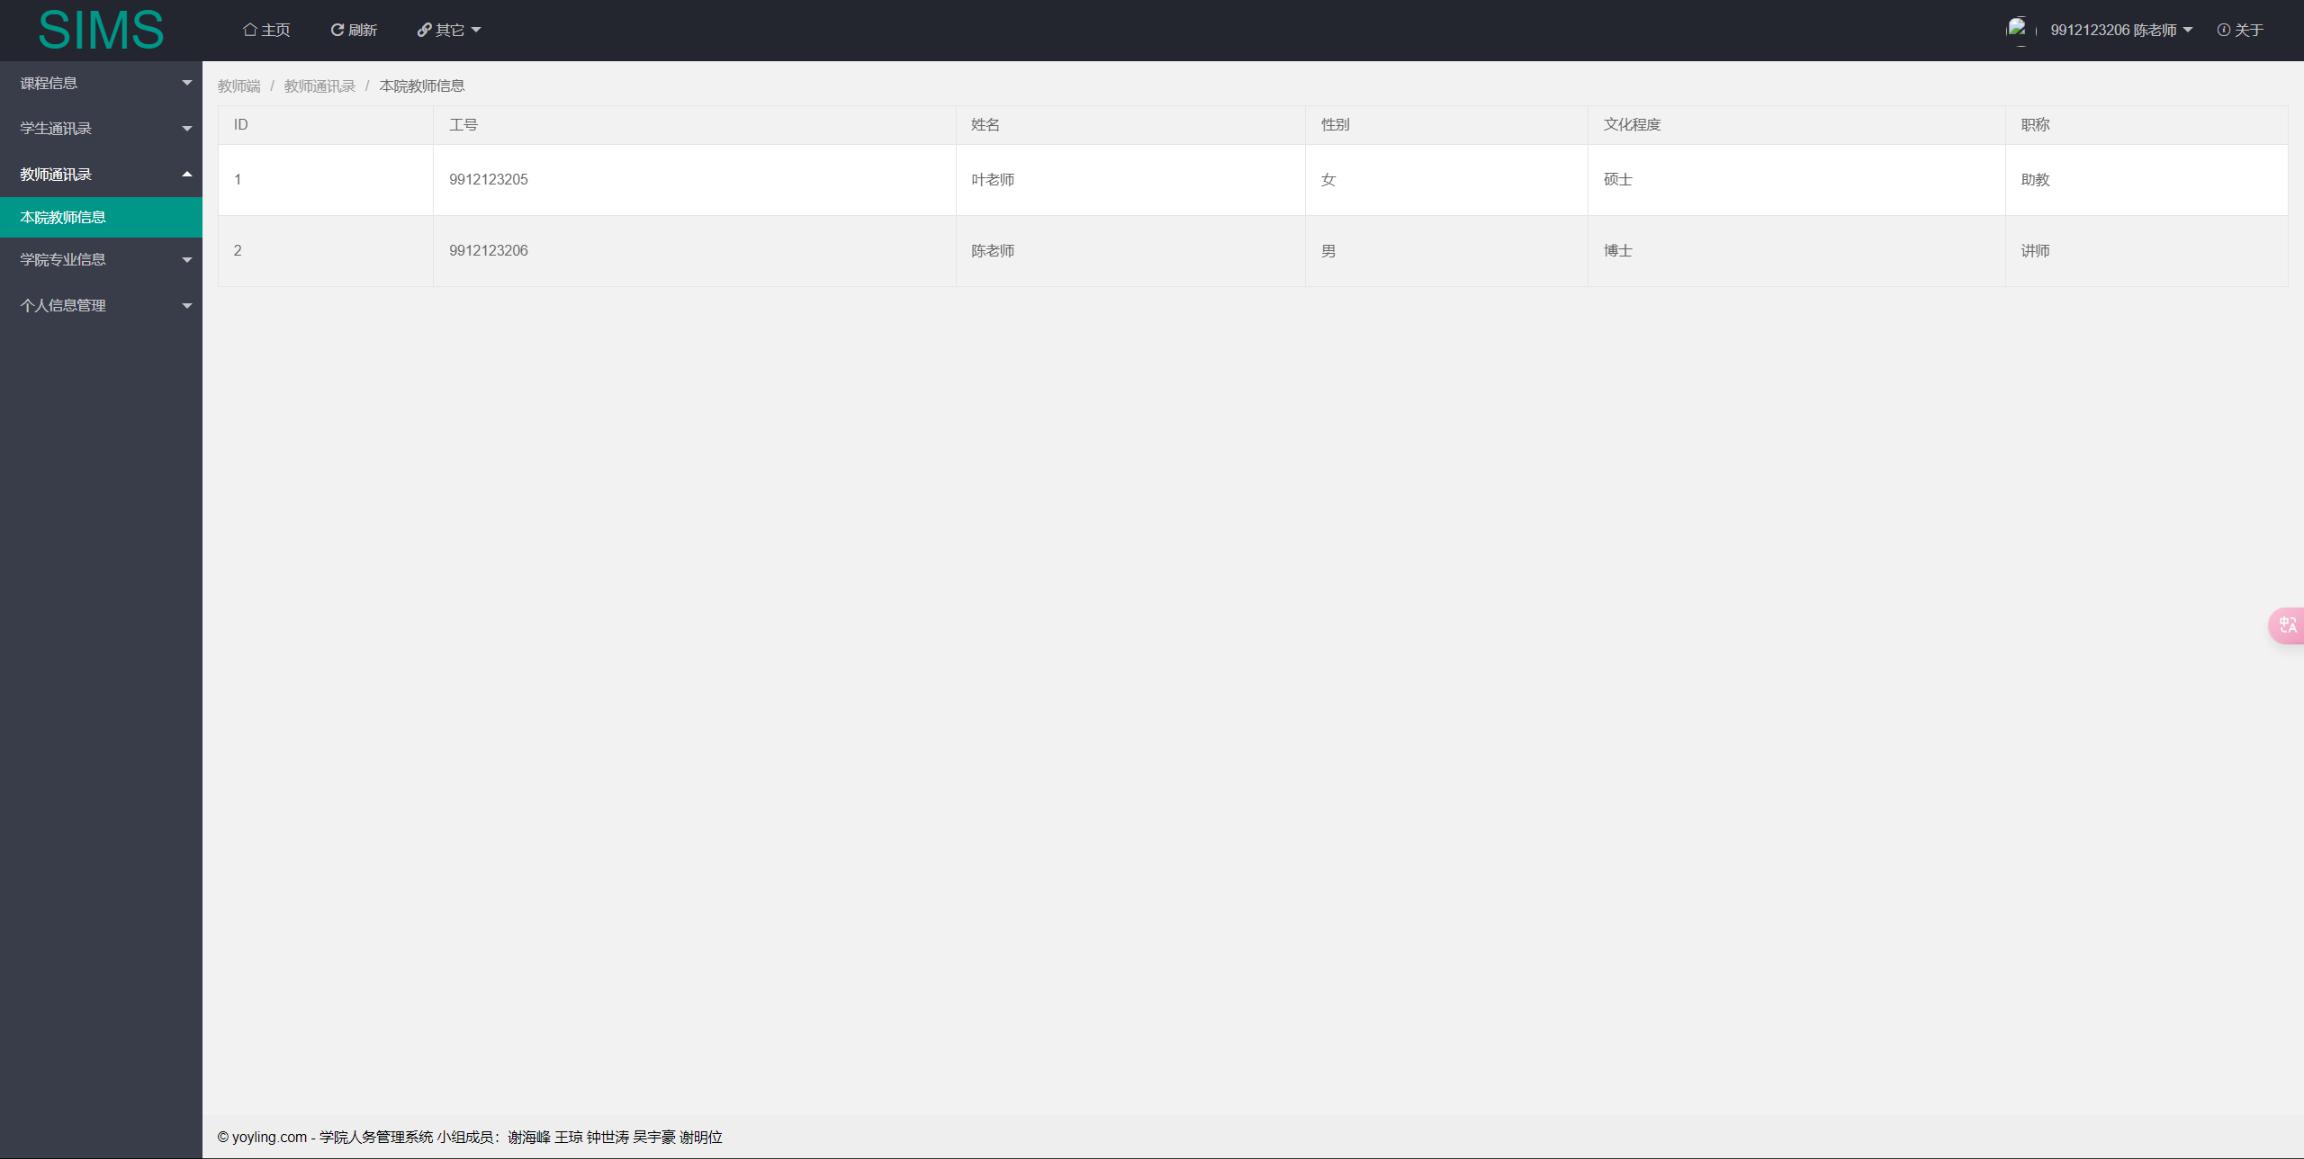 SIMS 主页 刷新 其它 9912123206 陈老师 关于
课程信息
学生通讯录
教师通讯录
本院教师信息
学院专业信息
个人信息管理
教师端 / 教师通讯录 / 本院教师信息
ID 工号 姓名 性别 文化程度 职称
1 9912123205 叶老师 女 硕士 助教
2 9912123206 陈老师 男 博士 讲师
© yoyling.com - 学院人务管理系统 小组成员：谢海峰 王琼 钟世涛 吴宇豪 谢明位